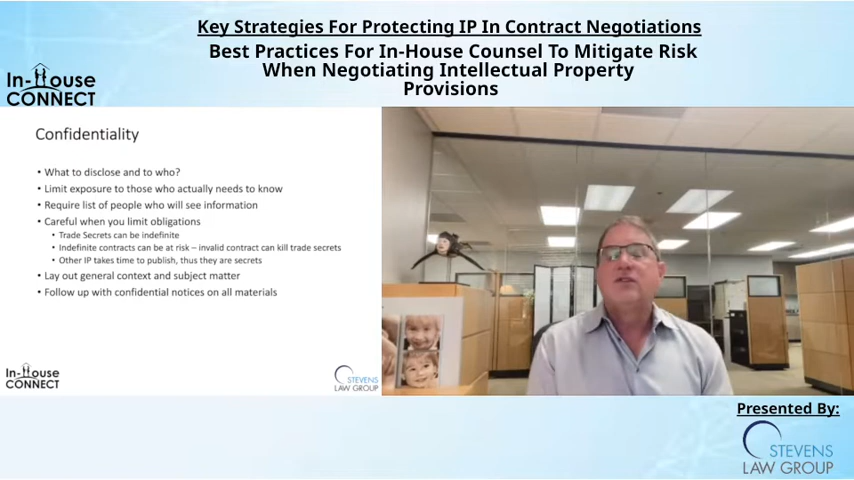 Key Strategies For Protecting IP In Contract Negotiations
Best Practices For In-House Counsel To Mitigate Risk
When Negotiating Intellectual Property
Provisions
In-House
CONNECT
Confidentiality
• What to disclose and to who?
• Limit exposure to those who actually needs to know
• Require list of people who will see information
• Careful when you limit obligations
• Trade Secrets can be indefinite
• Indefinite contracts can be at risk – invalid contract can kill trade secrets
• Other IP takes time to publish, thus they are secrets
• Lay out general context and subject matter
• Follow up with confidential notices on all materials
In-House
CONNECT
STEVENS
LAW GROUP
Presented By:
STEVENS
LAW GROUP